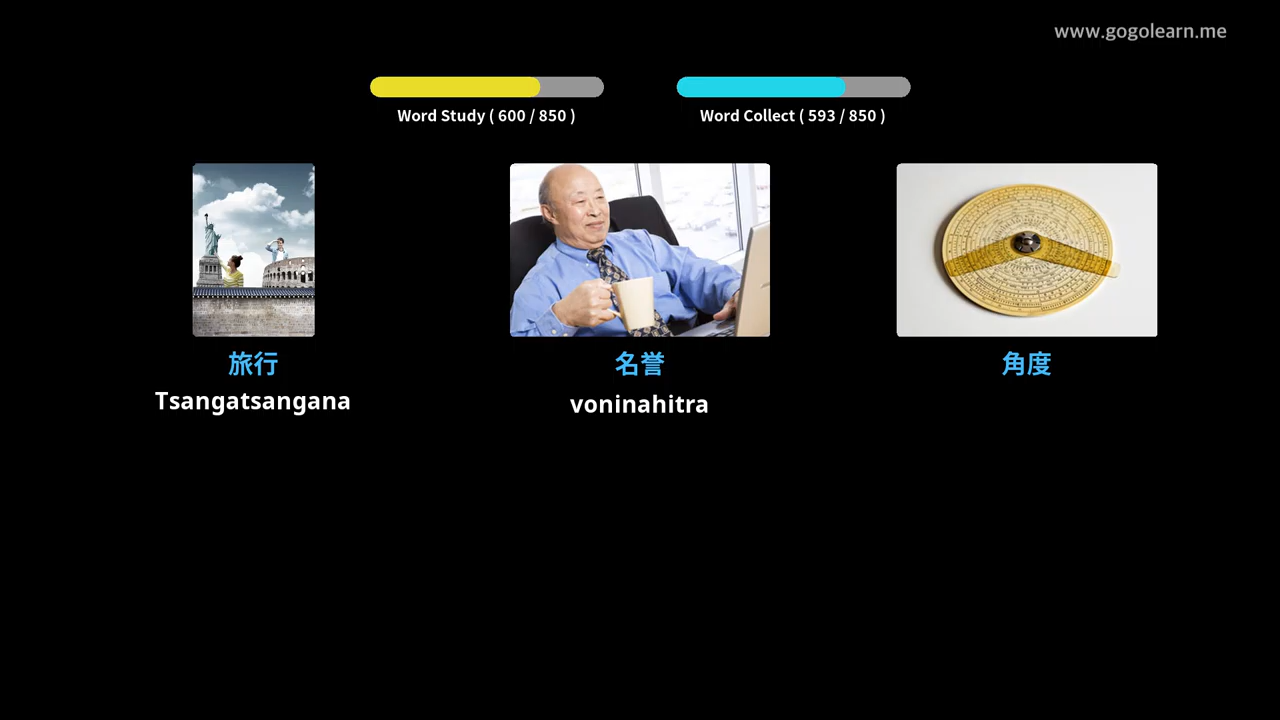 www.gogolearn.me
Word Study ( 600 / 850 )
Word Collect ( 593 / 850 )
旅行
名誉
角度
Tsangatsangana
voninahitra